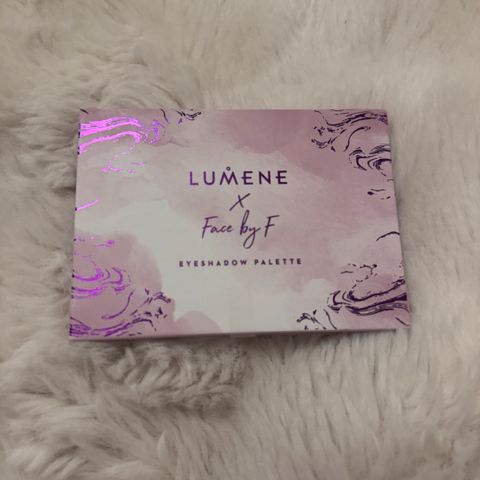 LUMENE
X
Face by F
EYESHADOW PALETTE